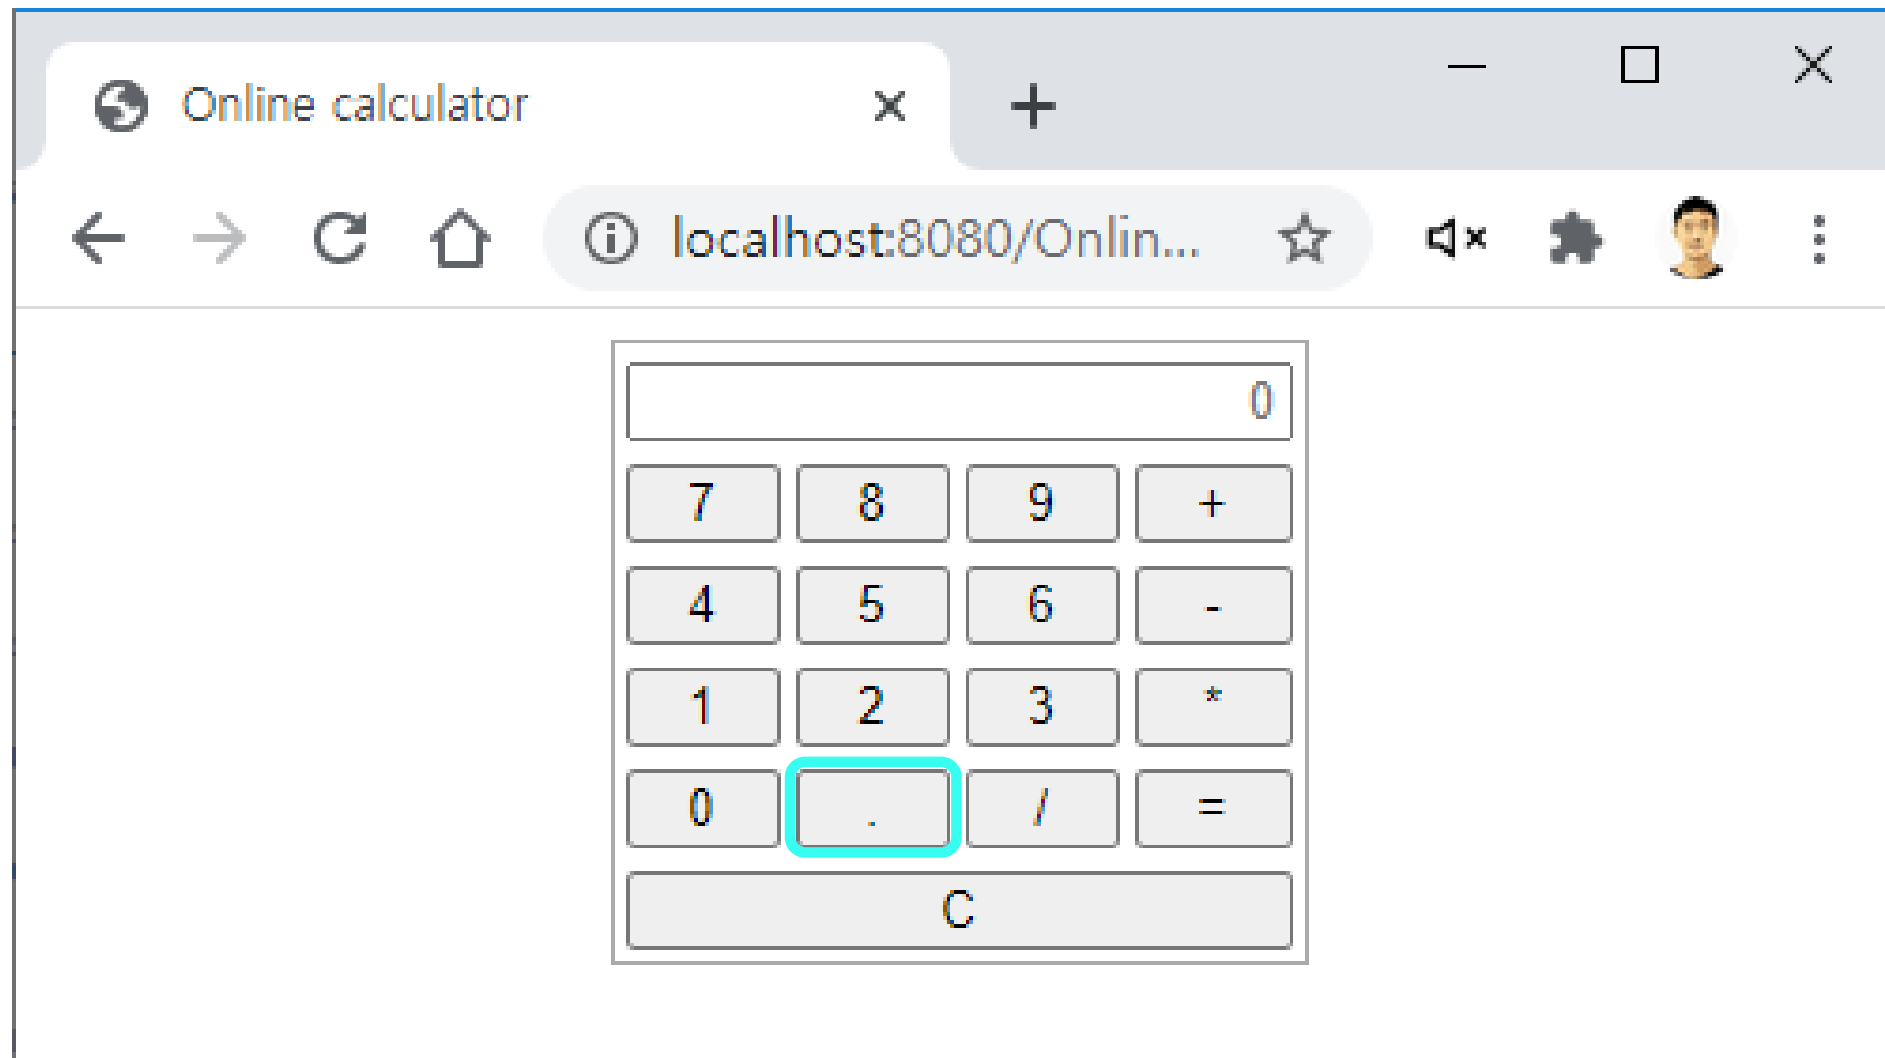 Online calculator
localhost:8080/Onlin...
0
7 8 9 +
4 5 6 -
1 2 3 *
0 . / =
C